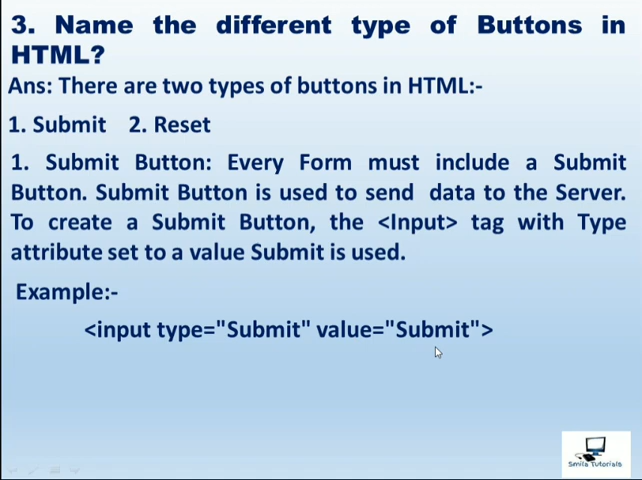 3. Name the different type of Buttons in
HTML?
Ans: There are two types of buttons in HTML:-
1. Submit 2. Reset
1. Submit Button: Every Form must include a Submit
Button. Submit Button is used to send data to the Server.
To create a Submit Button, the <Input> tag with Type
attribute set to a value Submit is used.
Example:-
<input type="Submit" value="Submit">
Smita Tutorials